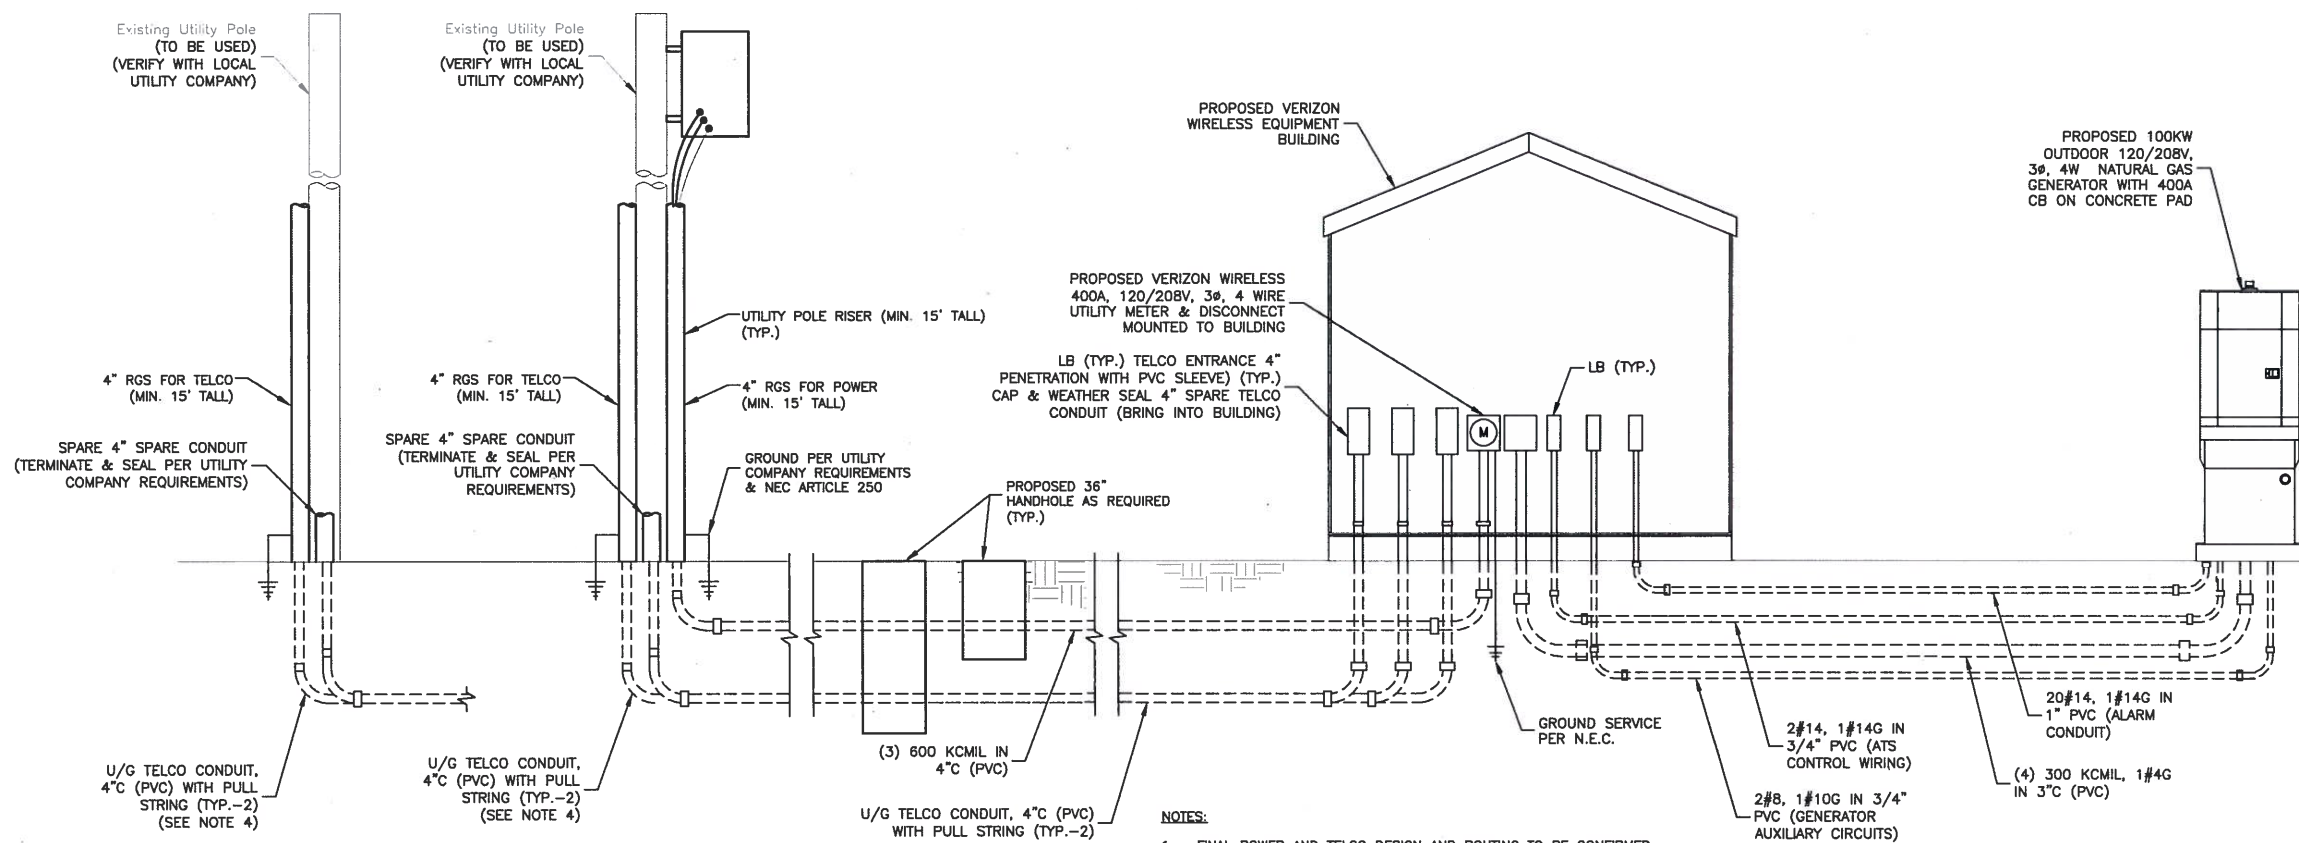 Existing Utility Pole
(TO BE USED)
(VERIFY WITH LOCAL
UTILITY COMPANY)
Existing Utility Pole
(TO BE USED)
(VERIFY WITH LOCAL
UTILITY COMPANY)
PROPOSED VERIZON
WIRELESS EQUIPMENT
BUILDING
PROPOSED 100KW
OUTDOOR 120/208V,
3ø, 4W NATURAL GAS
GENERATOR WITH 400A
CB ON CONCRETE PAD
PROPOSED VERIZON WIRELESS
400A, 120/208V, 3ø, 4 WIRE
UTILITY METER & DISCONNECT
MOUNTED TO BUILDING
UTILITY POLE RISER (MIN. 15' TALL)
(TYP.)
LB (TYP.) TELCO ENTRANCE 4"
PENETRATION WITH PVC SLEEVE) (TYP.)
CAP & WEATHER SEAL 4" SPARE TELCO
CONDUIT (BRING INTO BUILDING)
LB (TYP.)
4" RGS FOR TELCO
(MIN. 15' TALL)
4" RGS FOR TELCO
(MIN. 15' TALL)
4" RGS FOR POWER
(MIN. 15' TALL)
M
SPARE 4" SPARE CONDUIT
(TERMINATE & SEAL PER UTILITY
COMPANY REQUIREMENTS)
SPARE 4" SPARE CONDUIT
(TERMINATE & SEAL PER
UTILITY COMPANY
REQUIREMENTS)
GROUND PER UTILITY
COMPANY REQUIREMENTS
& NEC ARTICLE 250
PROPOSED 36"
HANDHOLE AS REQUIRED
(TYP.)
U/G TELCO CONDUIT,
4"C (PVC) WITH PULL
STRING (TYP.-2)
(SEE NOTE 4)
U/G TELCO CONDUIT,
4"C (PVC) WITH PULL
STRING (TYP.-2)
(SEE NOTE 4)
(3) 600 KCMIL IN
4"C (PVC)
U/G TELCO CONDUIT, 4"C (PVC)
WITH PULL STRING (TYP.-2)
GROUND SERVICE
PER N.E.C.
2#14, 1#14G IN
3/4" PVC (ATS
CONTROL WIRING)
20#14, 1#14G IN
1" PVC (ALARM
CONDUIT)
(4) 300 KCMIL, 1#4G
IN 3"C (PVC)
2#8, 1#10G IN 3/4"
PVC (GENERATOR
AUXILIARY CIRCUITS)
NOTES:
FINAL POWER AND TELCO DESIGN AND ROUTING TO BE CONFIRMED